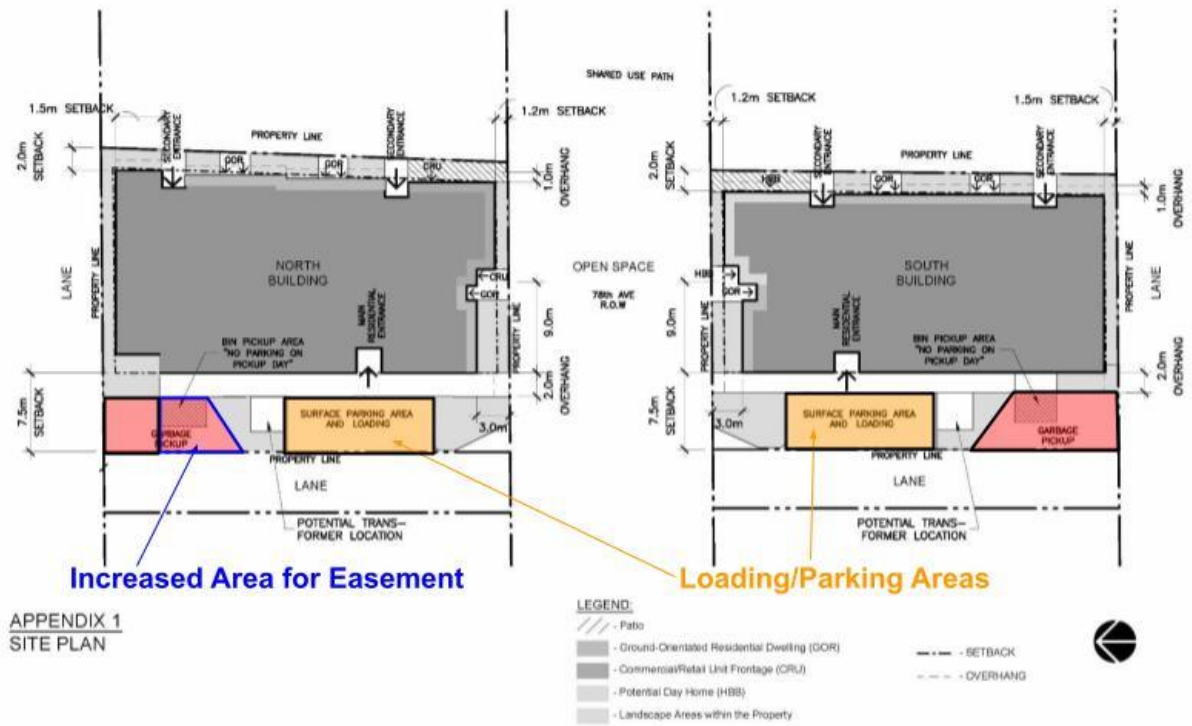 SHARED USE PATH
1.5m SETBACK
1.2m SETBACK
2.0m
SETBACK
SECONDARY
ENTRANCE
PROPERTY LINE
SECONDARY
ENTRANCE
GOR
GOR
CRU
1.0m
OVERHANG
LANE
PROPERTY LINE
NORTH
BUILDING
CRU
GOR
MAIN
RESIDENTIAL
ENTRANCE
9.0m
PROPERTY LINE
BIN PICKUP AREA
"NO PARKING ON
PICKUP DAY"
2.0m
OVERHANG
7.5m
SETBACK
GARBAGE
PICKUP
SURFACE PARKING AREA
AND LOADING
3.0m
PROPERTY LINE
LANE
POTENTIAL TRANS-
FORMER LOCATION
OPEN SPACE
78th AVE
R.O.W
1.2m SETBACK
1.5m SETBACK
2.0m
SETBACK
SECONDARY
ENTRANCE
PROPERTY LINE
SECONDARY
ENTRANCE
HBB
GOR
GOR
1.0m
OVERHANG
SOUTH
BUILDING
HBB
GOR
9.0m
PROPERTY LINE
MAIN
RESIDENTIAL
ENTRANCE
PROPERTY LINE
LANE
BIN PICKUP AREA
"NO PARKING ON
PICKUP DAY"
2.0m
OVERHANG
7.5m
SETBACK
3.0m
SURFACE PARKING AREA
AND LOADING
GARBAGE
PICKUP
PROPERTY LINE
LANE
POTENTIAL TRANS-
FORMER LOCATION
Increased Area for Easement
Loading/Parking Areas
APPENDIX 1
SITE PLAN
LEGEND:
- Patio
- Ground-Orientated Residential Dwelling (GOR)
- Commercial/Retail Unit Frontage (CRU)
- Potential Day Home (HBB)
- Landscape Areas within the Property
- SETBACK
- OVERHANG